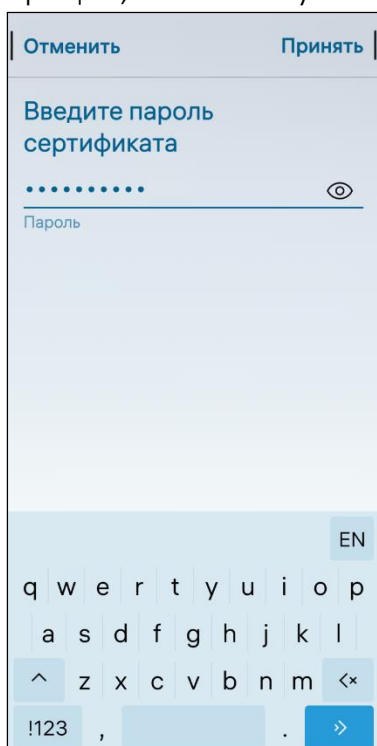 Отменить Принять
Введите пароль
сертификата
••••••••••
Пароль
EN
q w e r t y u i o p
a s d f g h j k l
z x c v b n m
!123 , .